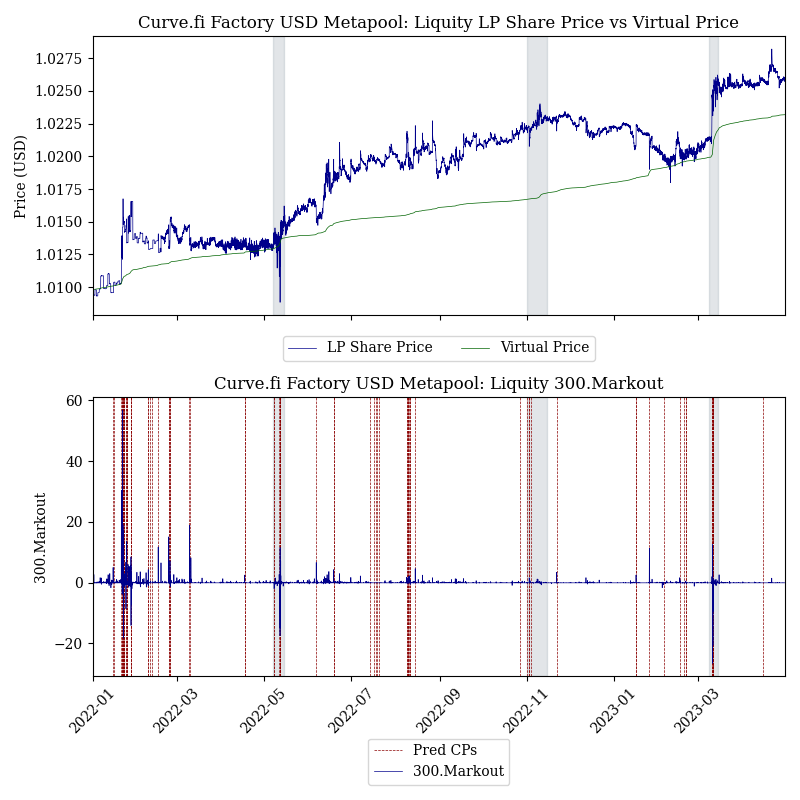 Curve.fi Factory USD Metapool: Liquity LP Share Price vs Virtual Price
1.0275
1.0250
1.0225
1.0200
1.0175
1.0150
1.0125
1.0100
Price (USD)
LP Share Price
Virtual Price
Curve.fi Factory USD Metapool: Liquity 300.Markout
60
40
20
0
−20
300.Markout
2022-01
2022-03
2022-05
2022-07
2022-09
2022-11
2023-01
2023-03
Pred CPs
300.Markout